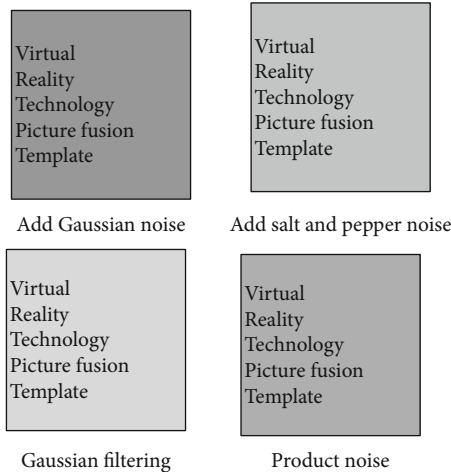 Virtual
Reality
Technology
Picture fusion
Template
Add Gaussian noise
Virtual
Reality
Technology
Picture fusion
Template
Add salt and pepper noise
Virtual
Reality
Technology
Picture fusion
Template
Gaussian filtering
Virtual
Reality
Technology
Picture fusion
Template
Product noise